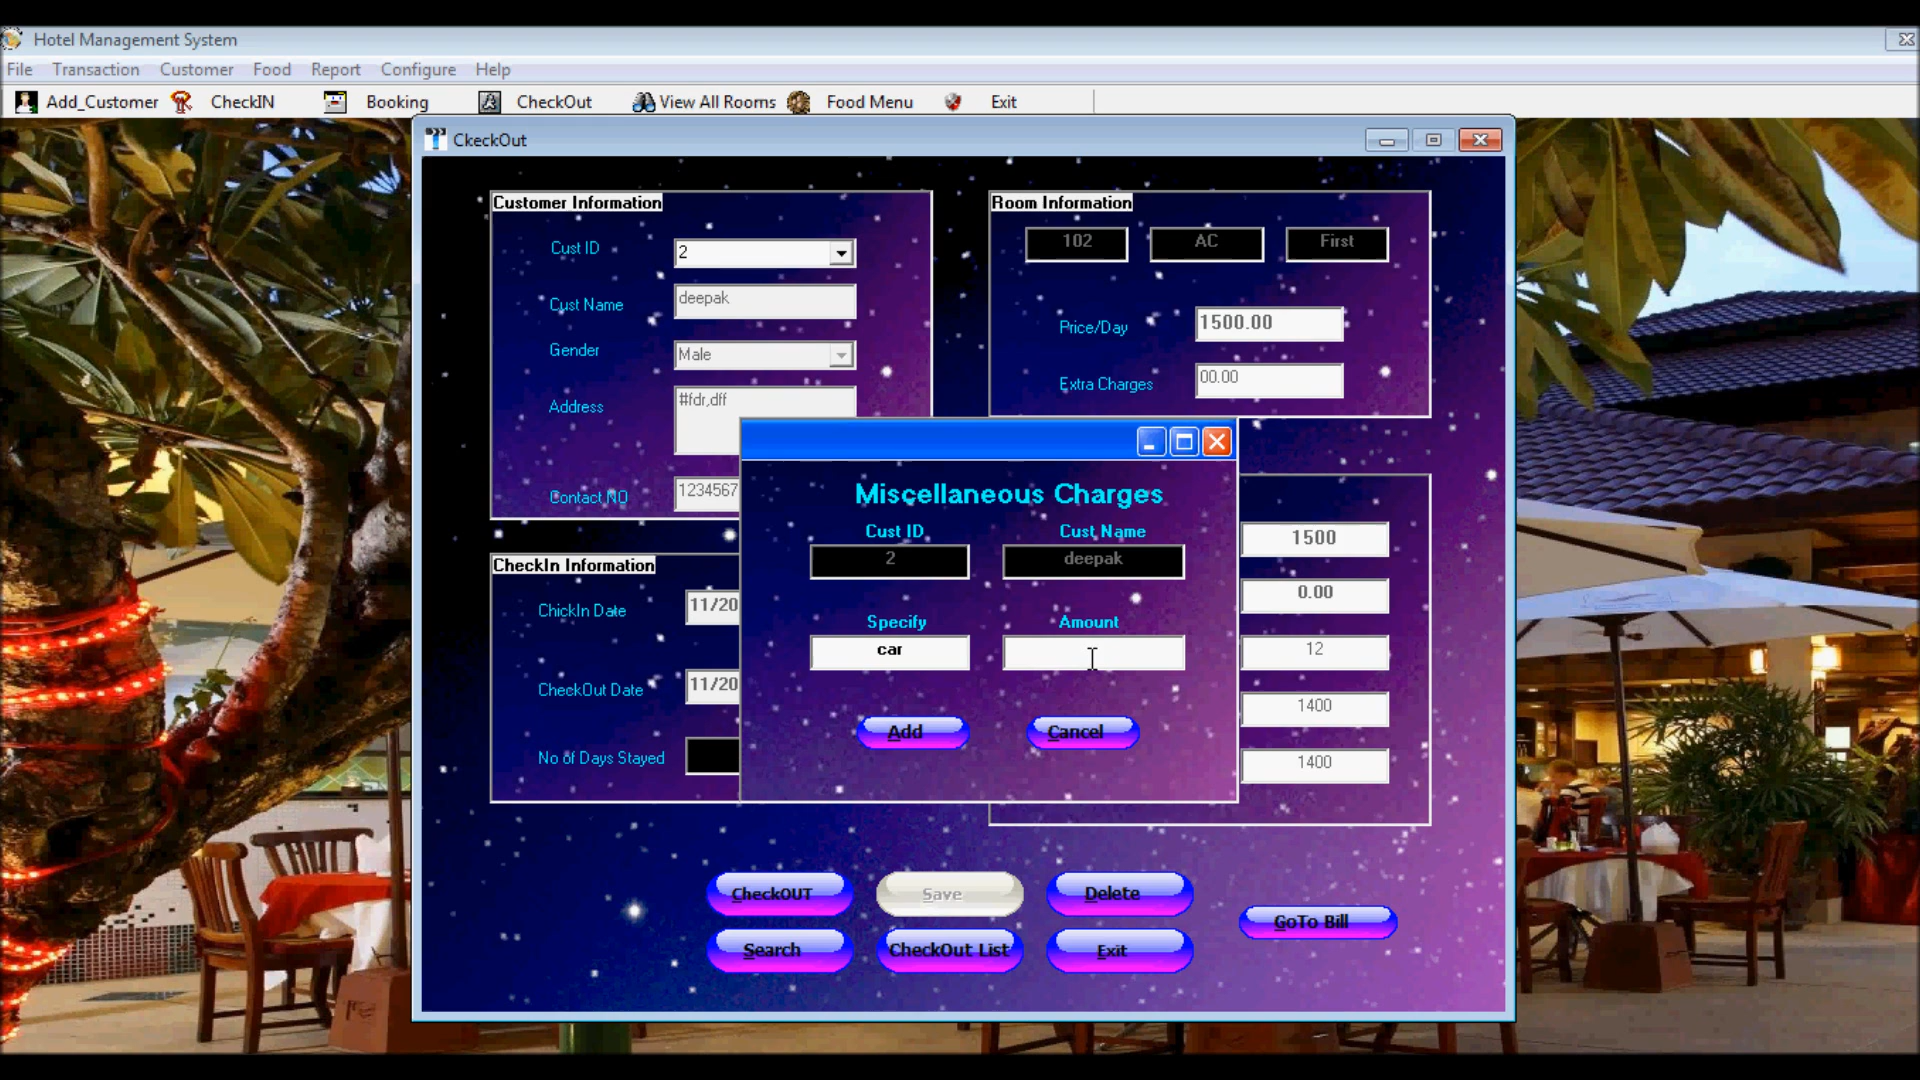 Hotel Management System
File Transaction Customer Food Report Configure Help
Add_Customer CheckIN Booking CheckOut View All Rooms Food Menu Exit
CkeckOut
Customer Information
Cust ID 2
Cust Name deepak
Gender Male
Address #fdr,dff
Contact NO 1234567
Room Information
102 AC First
Price/Day 1500.00
Extra Charges 00.00
Miscellaneous Charges
Cust ID Cust Name
2 deepak
Specify Amount
car
Add Cancel
CheckIn Information
ChickIn Date 11/20
CheckOut Date 11/20
No of Days Stayed
1500
0.00
12
1400
1400
CheckOUT Save Delete
GoTo Bill
Search CheckOut List Exit